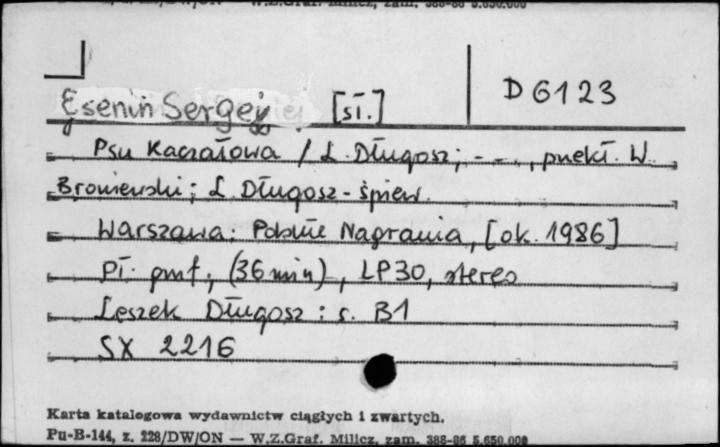 Esenin Sergej [sł.]
D 6123
Psu Kaczałowa / L. Długosz; - - . , przekł. W.
Broniewski; L. Długosz - śpiew.
Warszawa: Polskie Nagrania, [ok. 1986]
Pł. gmf.; (36 min), LP30, stereo
Leszek Długosz: s. B1
SX 2216
Karta katalogowa wydawnictw ciągłych i zwartych.
Pu-B-144, z. 228/DW/ON — W.Z.Graf. Milicz, zam. 388-86 5.650.000